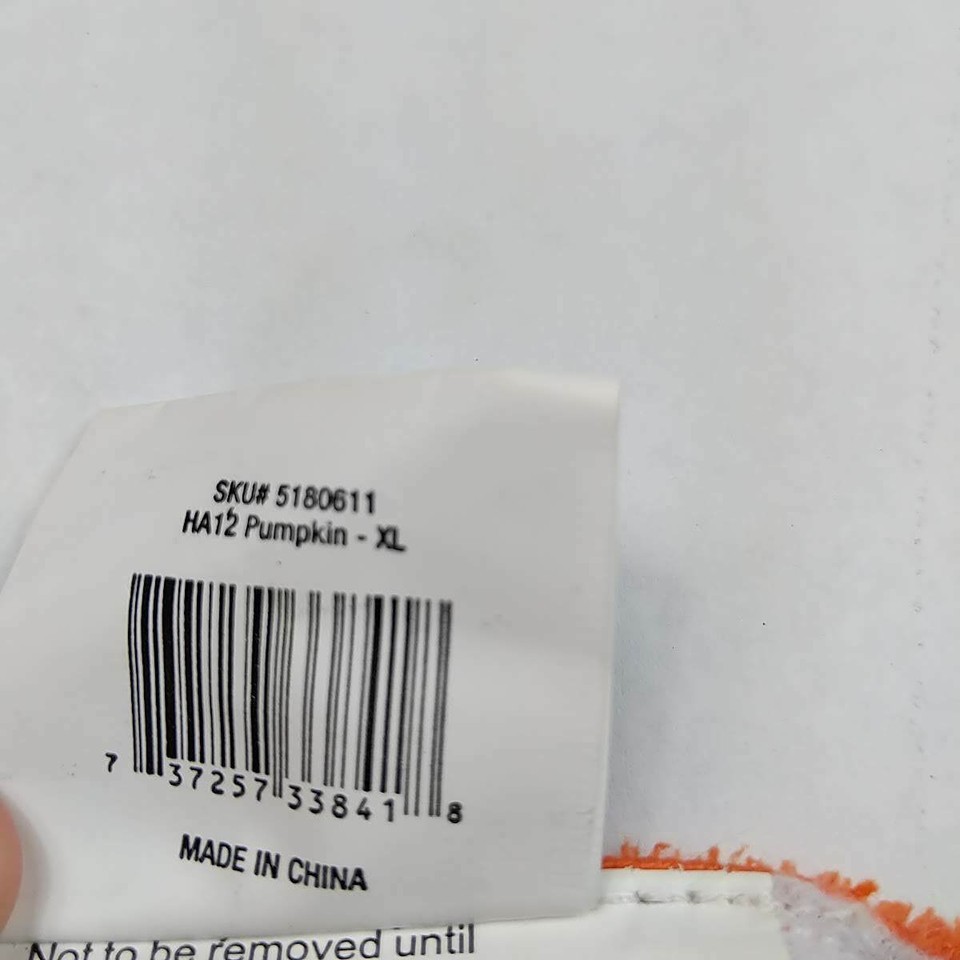 SKU# 5180611
HA12 Pumpkin - XL
7 37257 33841 8
MADE IN CHINA
Not to be removed until